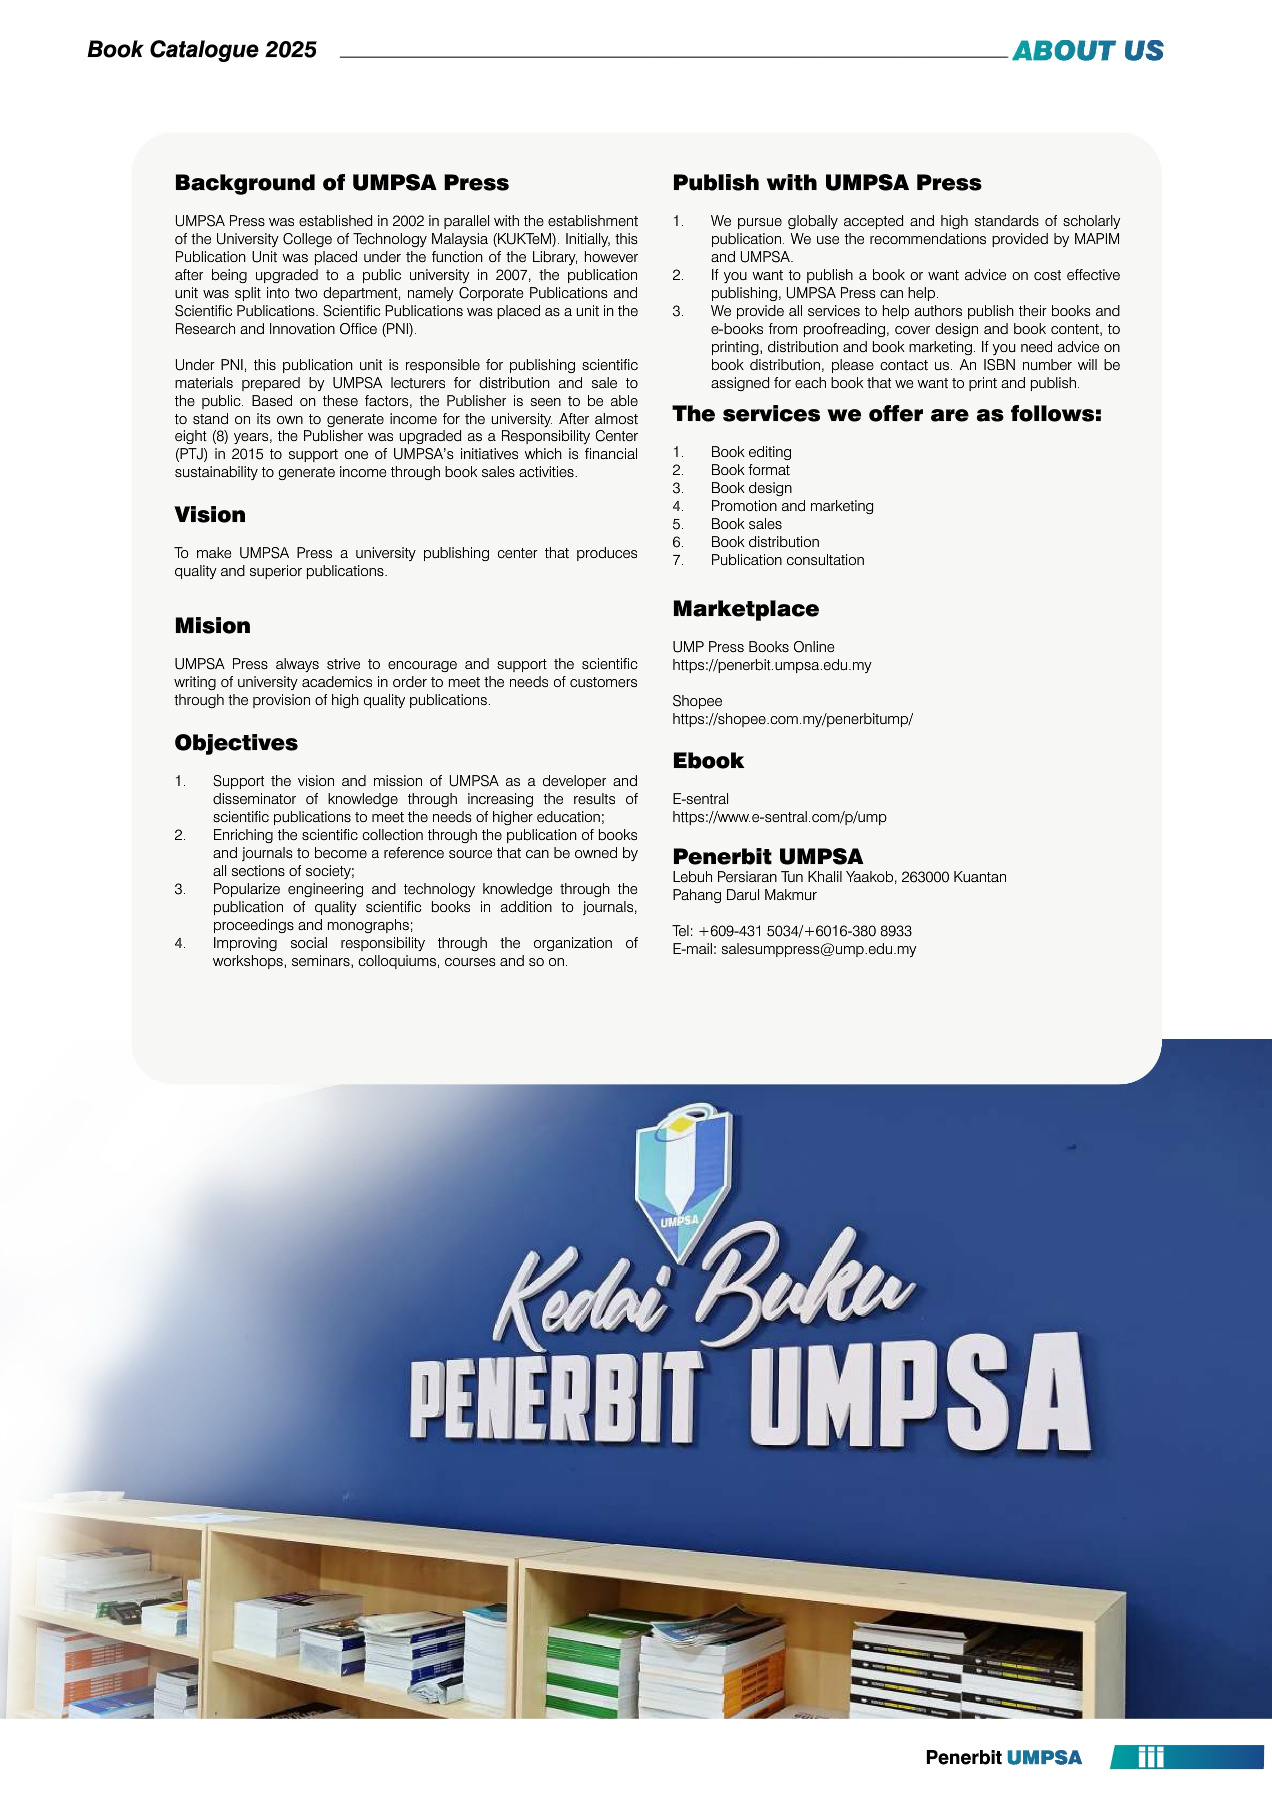 Book Catalogue 2025
ABOUT US
Background of UMPSA Press
UMPSA Press was established in 2002 in parallel with the establishment
of the University College of Technology Malaysia (KUKTeM). Initially, this
Publication Unit was placed under the function of the Library, however
after being upgraded to a public university in 2007, the publication
unit was split into two department, namely Corporate Publications and
Scientific Publications. Scientific Publications was placed as a unit in the
Research and Innovation Office (PNI).
Under PNI, this publication unit is responsible for publishing scientific
materials prepared by UMPSA lecturers for distribution and sale to
the public. Based on these factors, the Publisher is seen to be able
to stand on its own to generate income for the university. After almost
eight (8) years, the Publisher was upgraded as a Responsibility Center
(PTJ) in 2015 to support one of UMPSA's initiatives which is financial
sustainability to generate income through book sales activities.
Vision
To make UMPSA Press a university publishing center that produces
quality and superior publications.
Mision
UMPSA Press always strive to encourage and support the scientific
writing of university academics in order to meet the needs of customers
through the provision of high quality publications.
Objectives
1. Support the vision and mission of UMPSA as a developer and
disseminator of knowledge through increasing the results of
scientific publications to meet the needs of higher education;
2. Enriching the scientific collection through the publication of books
and journals to become a reference source that can be owned by
all sections of society;
3. Popularize engineering and technology knowledge through the
publication of quality scientific books in addition to journals,
proceedings and monographs;
4. Improving social responsibility through the organization of
workshops, seminars, colloquiums, courses and so on.
Publish with UMPSA Press
1. We pursue globally accepted and high standards of scholarly
publication. We use the recommendations provided by MAPIM
and UMPSA.
2. If you want to publish a book or want advice on cost effective
publishing, UMPSA Press can help.
3. We provide all services to help authors publish their books and
e-books from proofreading, cover design and book content, to
printing, distribution and book marketing. If you need advice on
book distribution, please contact us. An ISBN number will be
assigned for each book that we want to print and publish.
The services we offer are as follows:
1. Book editing
2. Book format
3. Book design
4. Promotion and marketing
5. Book sales
6. Book distribution
7. Publication consultation
Marketplace
UMP Press Books Online
https://penerbit.umpsa.edu.my
Shopee
https://shopee.com.my/penerbitump/
Ebook
E-sentral
https://www.e-sentral.com/p/ump
Penerbit UMPSA
Lebuh Persiaran Tun Khalil Yaakob, 263000 Kuantan
Pahang Darul Makmur
Tel: +609-431 5034/+6016-380 8933
E-mail: salesumppress@ump.edu.my
UMPSA
Kedai Buku
PENERBIT UMPSA
Penerbit UMPSA
iii